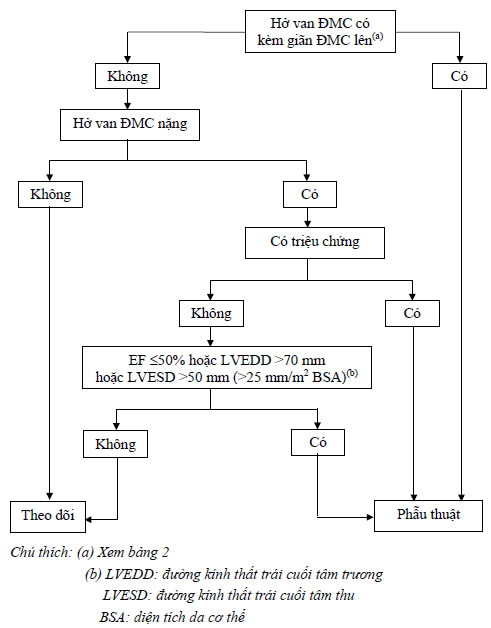 Hở van ĐMC có
kèm giãn ĐMC lên(a)
Không
Có
Hở van ĐMC nặng
Không
Có
Có triệu chứng
Không
Có
EF ≤50% hoặc LVEDD >70 mm
hoặc LVESD >50 mm (>25 mm/m² BSA)(b)
Không
Có
Theo dõi
Phẫu thuật
Chú thích: (a) Xem bảng 2
(b) LVEDD: đường kính thất trái cuối tâm trương
LVESD: đường kính thất trái cuối tâm thu
BSA: diện tích da cơ thể